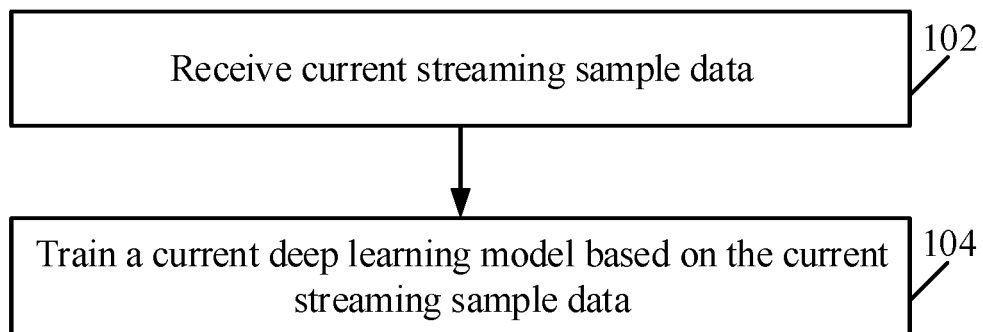 102
Receive current streaming sample data
104
Train a current deep learning model based on the current
streaming sample data